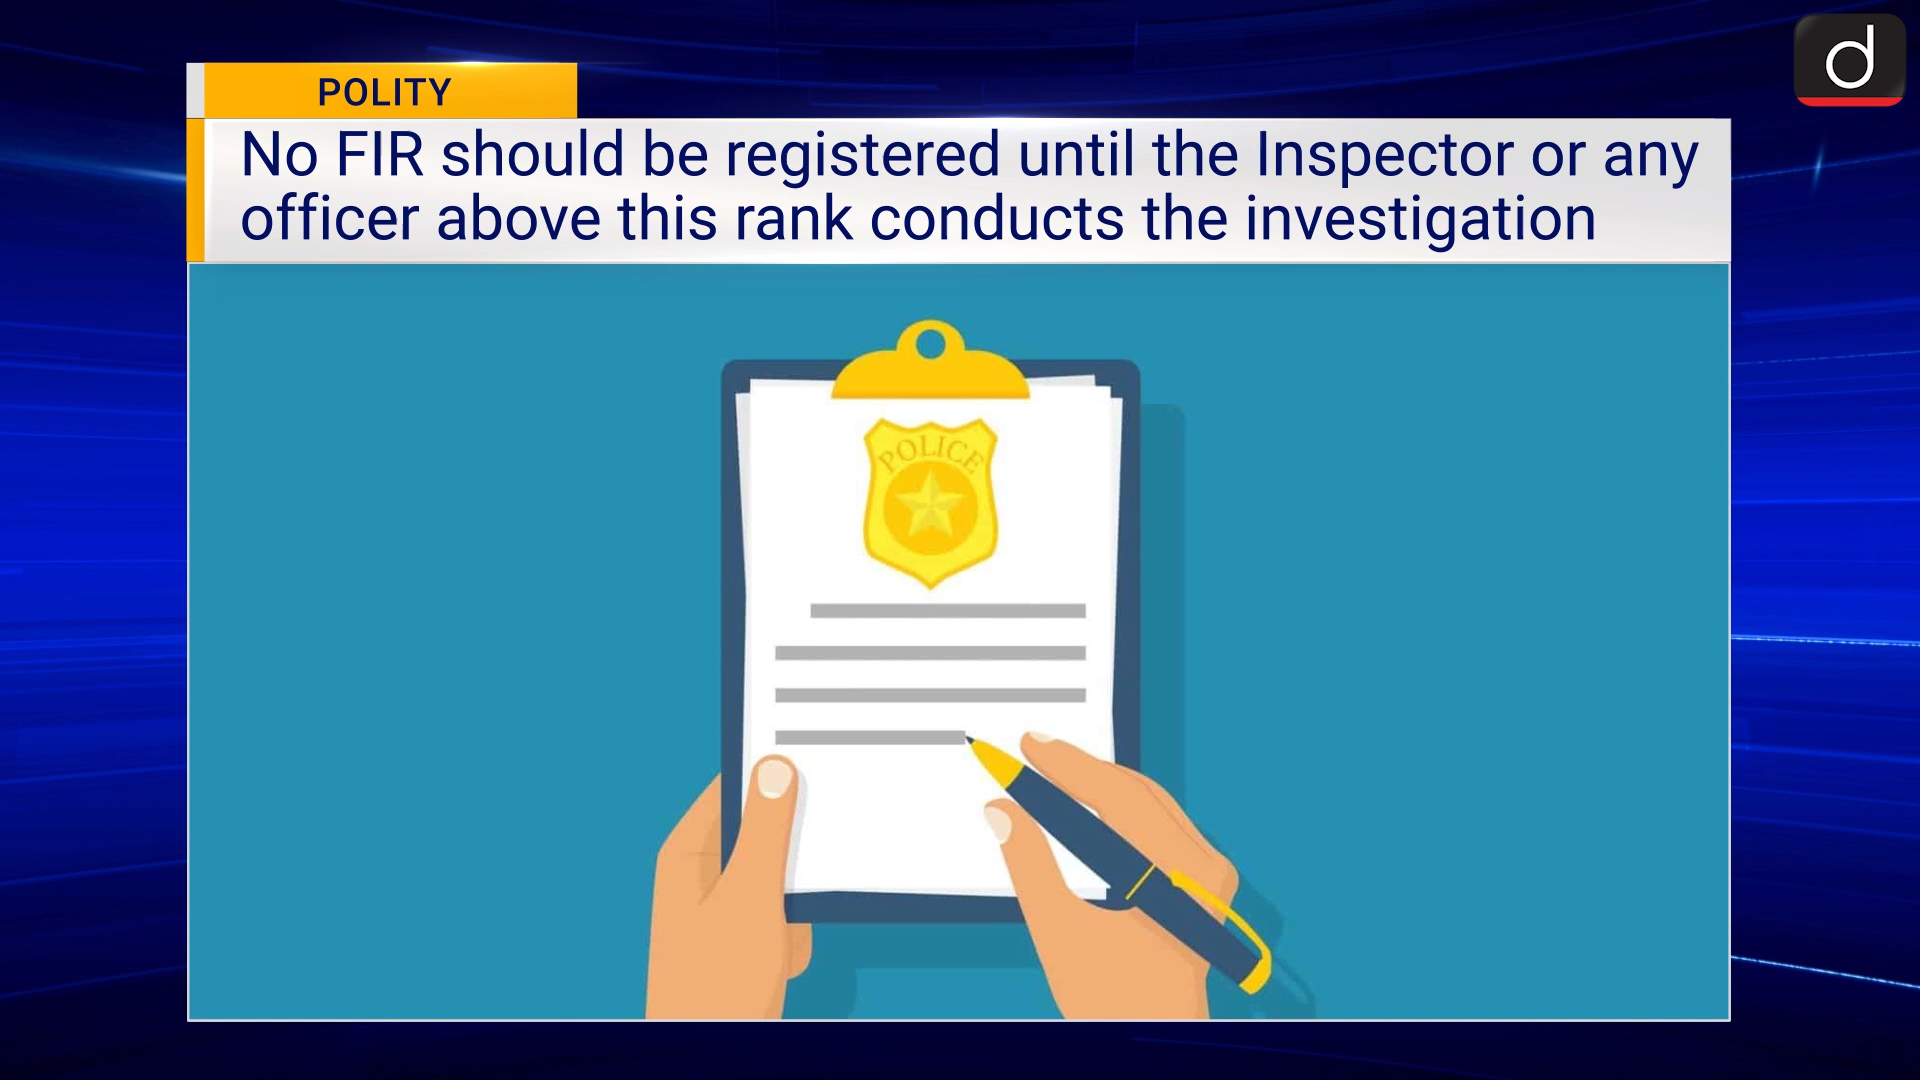 POLITY
d
No FIR should be registered until the Inspector or any
officer above this rank conducts the investigation
POLICE